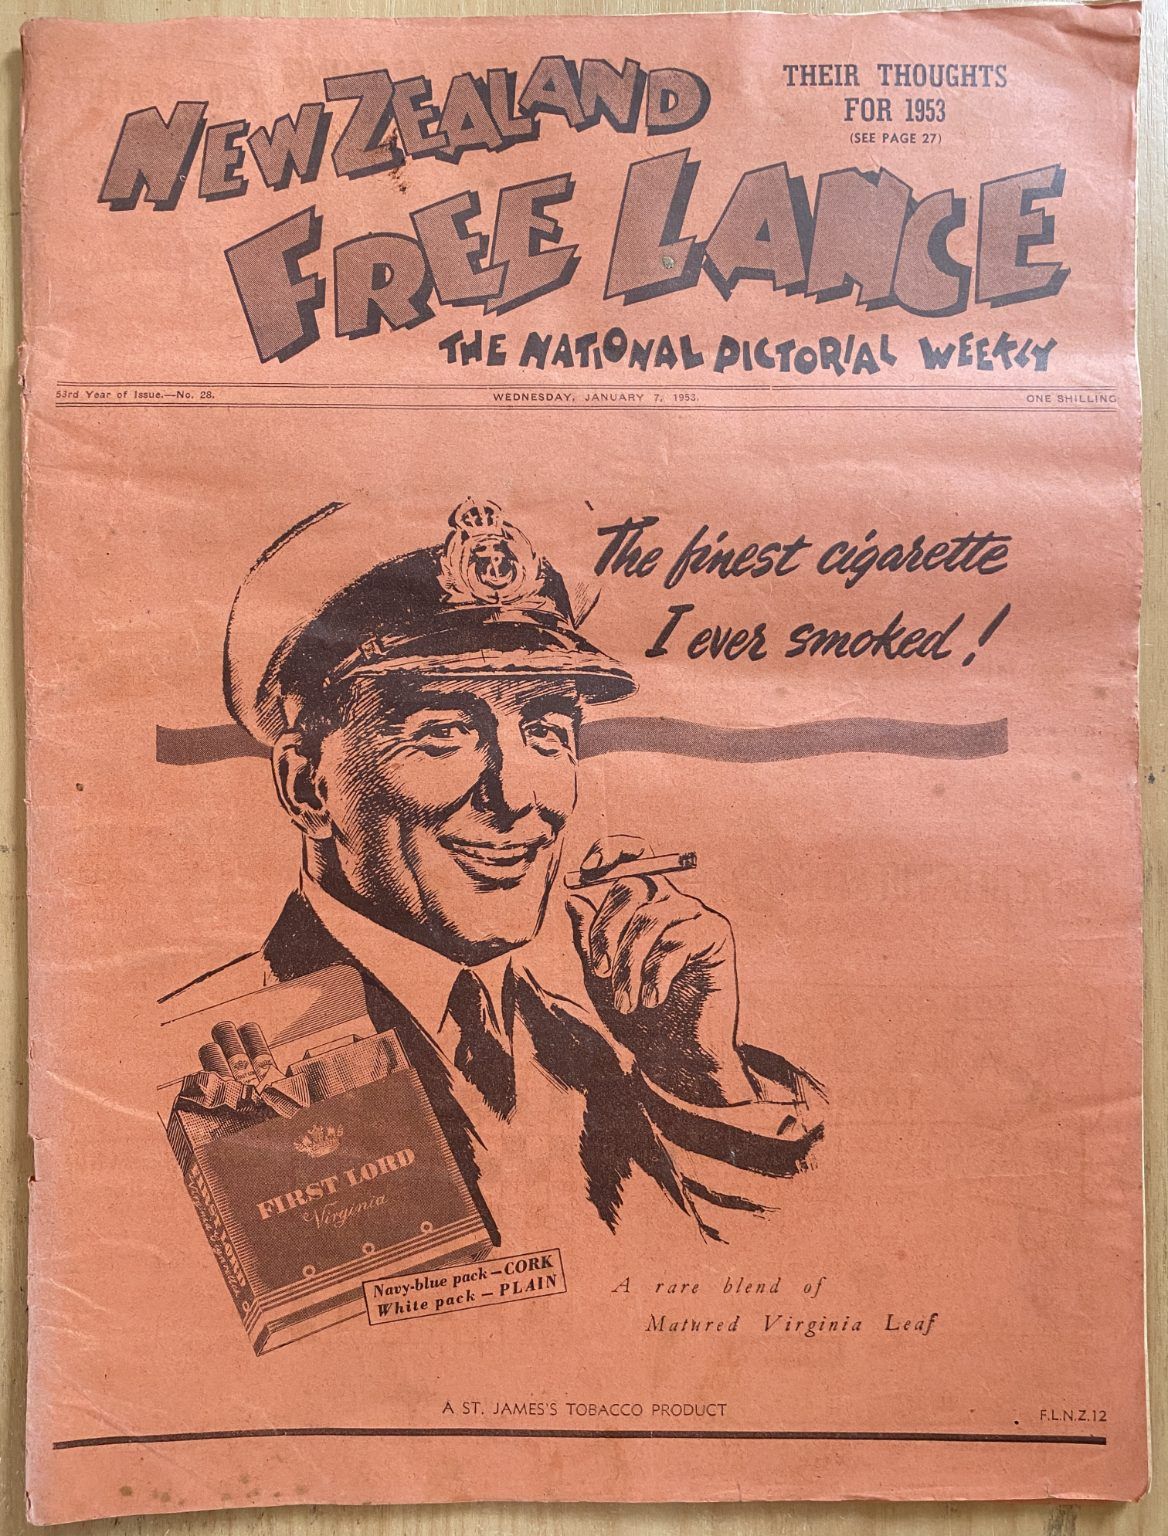 NEW ZEALAND
FREE LANCE
THE NATIONAL PICTORIAL WEEKLY
THEIR THOUGHTS
FOR 1953
(SEE PAGE 27)
53rd Year of Issue.—No. 28.
WEDNESDAY, JANUARY 7, 1953.
ONE SHILLING
The finest cigarette
I ever smoked!
FIRST LORD
Virginia
FIRST LORD
Navy-blue pack—CORK
White pack — PLAIN
A rare blend of
Matured Virginia Leaf
A ST. JAMES'S TOBACCO PRODUCT
F.L.N.Z.12